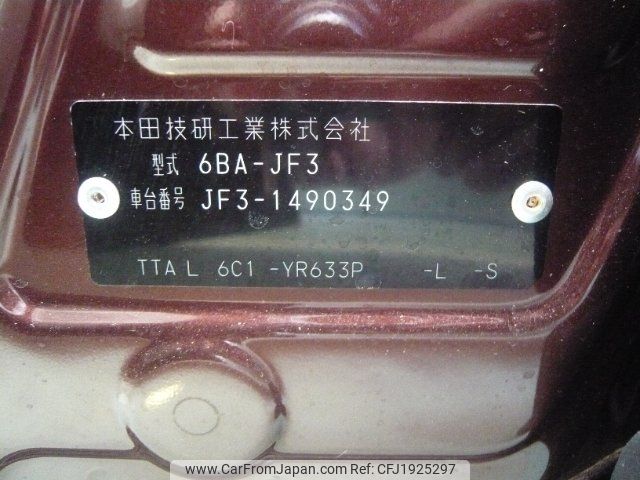 本田技研工業株式会社
型式 6BA-JF3
車台番号 JF3-1490349
TTA L 6C1 -YR633P -L -S
www.CarFromJapan.com Ref: CFJ1925297